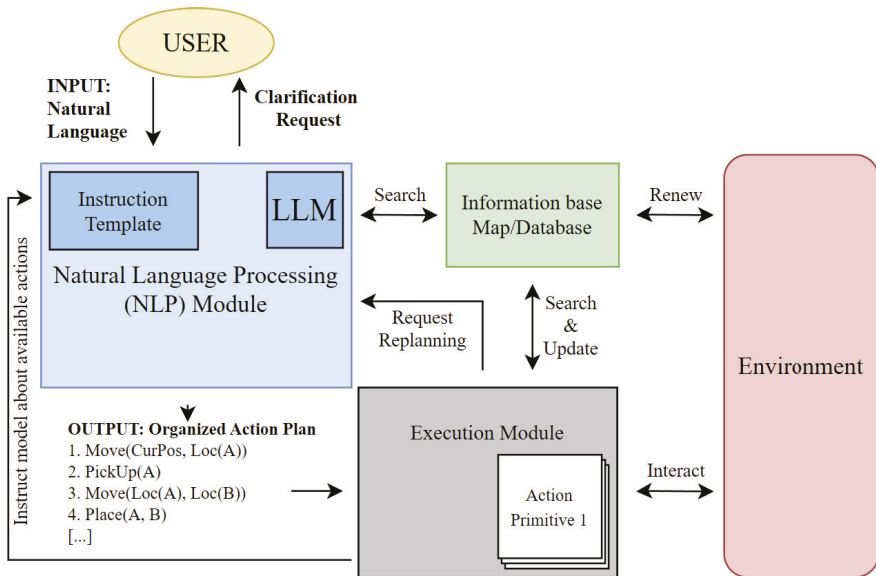 USER
INPUT:
Natural
Language
Clarification
Request
Instruction
Template
LLM
Natural Language Processing
(NLP) Module
Search
Information base
Map/Database
Renew
Environment
Request
Replanning
Search
&
Update
Instruct model about available actions
OUTPUT: Organized Action Plan
1. Move(CurPos, Loc(A))
2. PickUp(A)
3. Move(Loc(A), Loc(B))
4. Place(A, B)
[...]
Execution Module
Action
Primitive 1
Interact